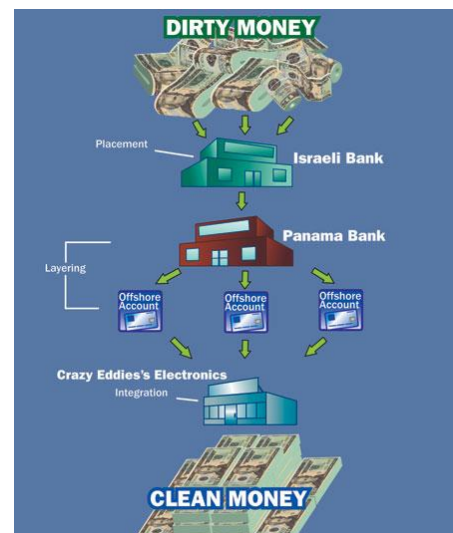 DIRTY MONEY
Placement
Israeli Bank
Panama Bank
Layering
Offshore
Account
Offshore
Account
Offshore
Account
Crazy Eddies's Electronics
Integration
CLEAN MONEY